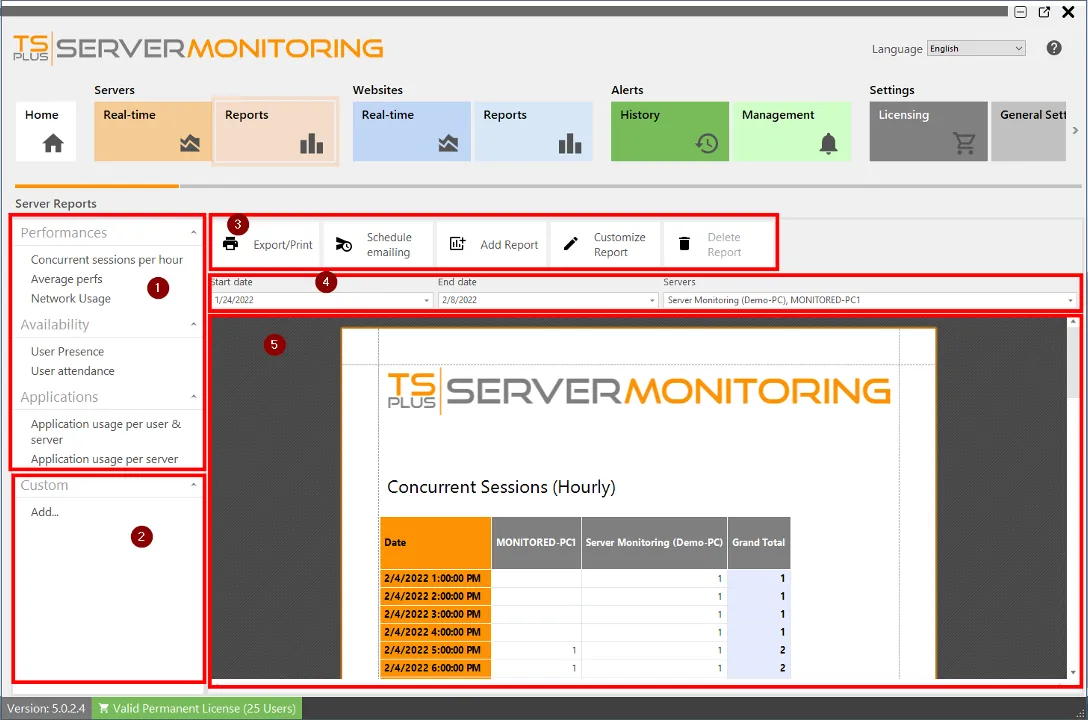 TS PLUS SERVERMONITORING
Language English
Servers Websites Alerts Settings
Home Real-time Reports Real-time Reports History Management Licensing General Sett
Server Reports
Performances
Concurrent sessions per hour
Average perfs
Network Usage
1
Availability
User Presence
User attendance
Applications
Application usage per user &
server
Application usage per server
Custom
Add...
2
3
Export/Print
Schedule
emailing
Add Report
Customize
Report
Delete
Report
4
Start date End date Servers
1/24/2022 2/8/2022 Server Monitoring (Demo-PC), MONITORED-PC1
5
TS PLUS SERVERMONITORING
Concurrent Sessions (Hourly)
Date MONITORED-PC1 Server Monitoring (Demo-PC) Grand Total
2/4/2022 1:00:00 PM 1 1
2/4/2022 2:00:00 PM 1 1
2/4/2022 3:00:00 PM 1 1
2/4/2022 4:00:00 PM 1 1
2/4/2022 5:00:00 PM 1 1 2
2/4/2022 6:00:00 PM 1 1 2
Version: 5.0.2.4 Valid Permanent License (25 Users)